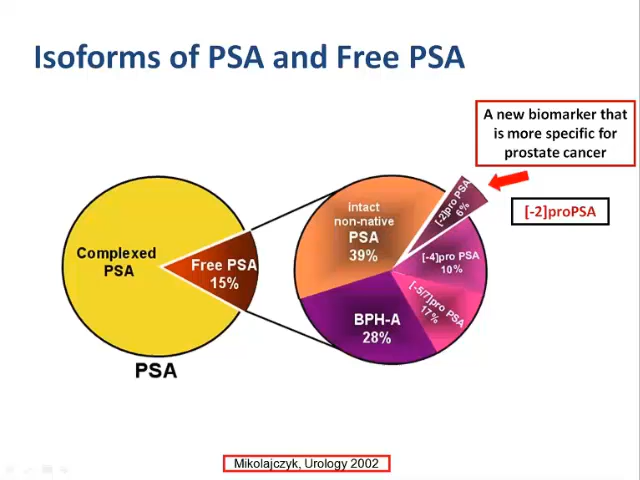 Isoforms of PSA and Free PSA
A new biomarker that
is more specific for
prostate cancer
[-2]proPSA
Complexed
PSA
Free PSA
15%
PSA
intact
non-native
PSA
39%
[-2]pro PSA
6%
[-4]pro PSA
10%
[-5/7]pro PSA
17%
BPH-A
28%
Mikolajczyk, Urology 2002